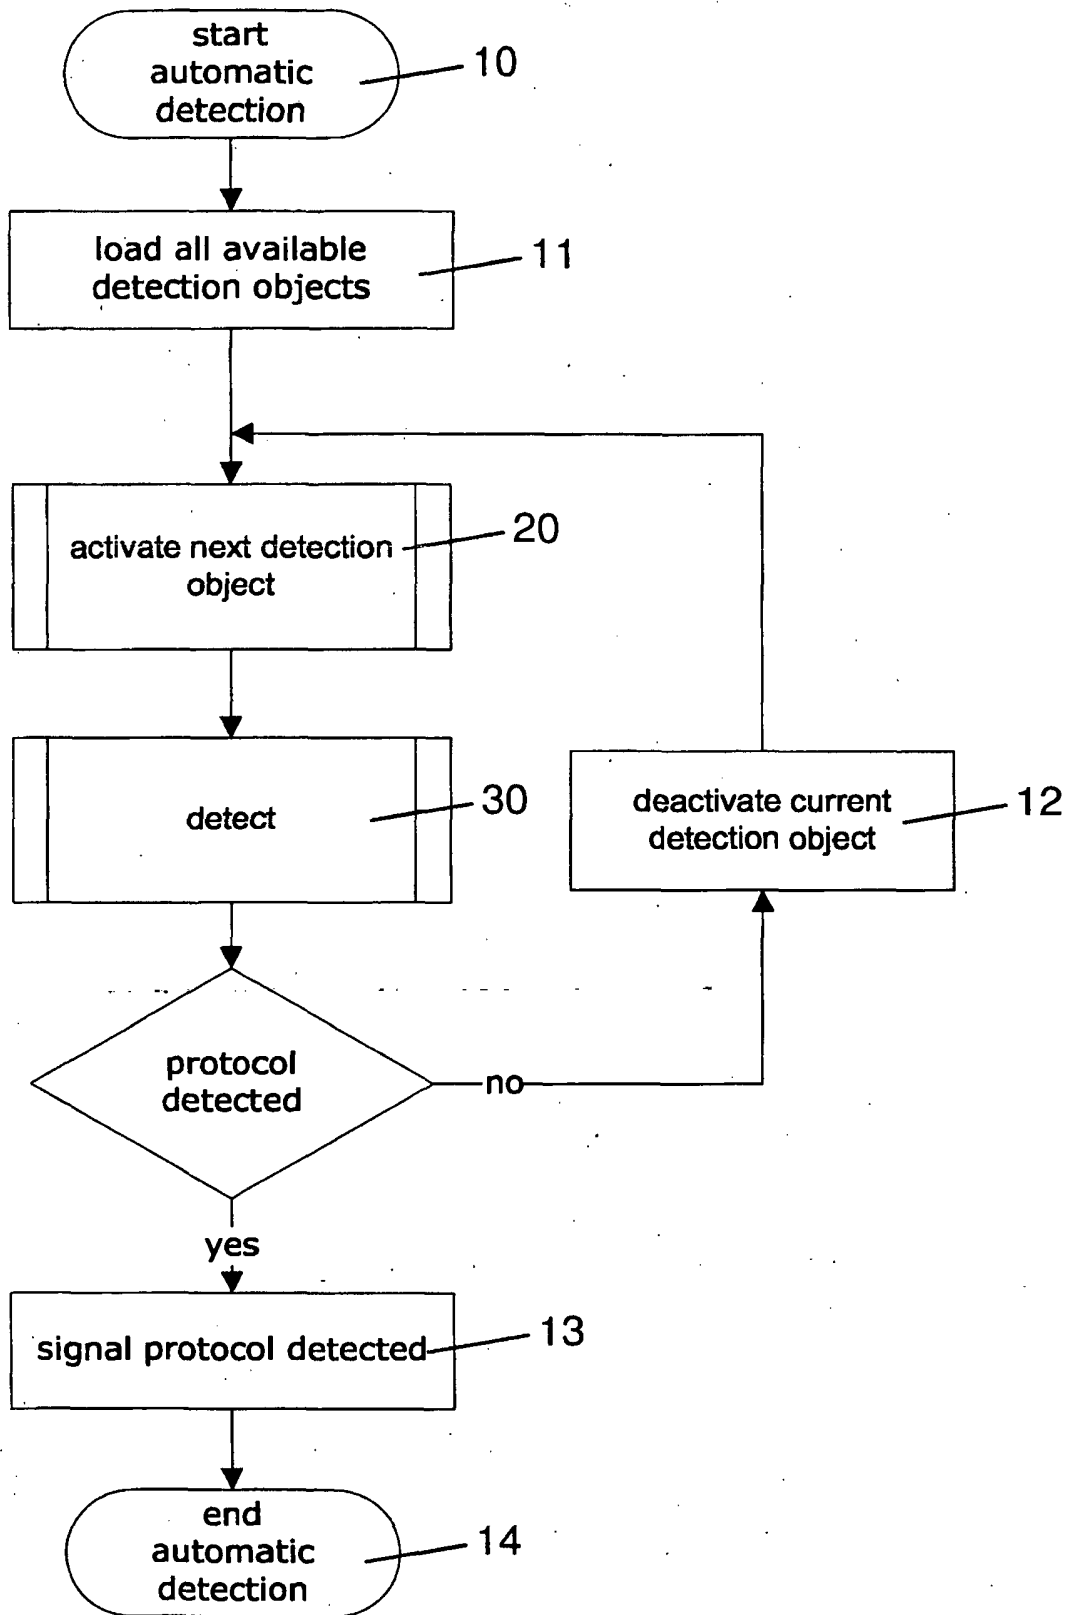 start
automatic
detection
10
load all available
detection objects
11
activate next detection
object
20
detect
30
deactivate current
detection object
12
protocol
detected
no
yes
signal protocol detected
13
end
automatic
detection
14